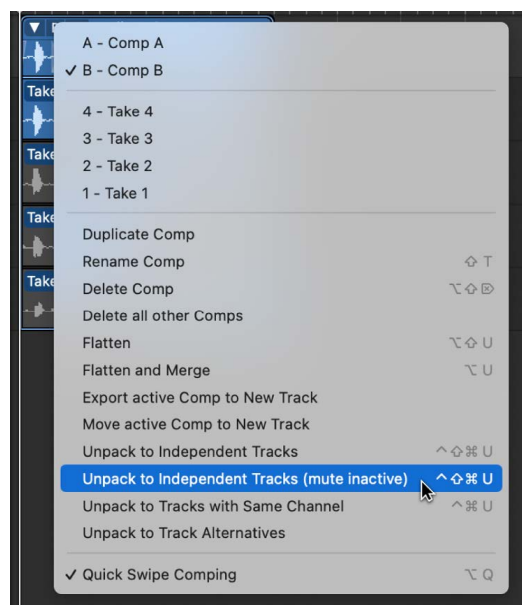 A - Comp A
✓ B - Comp B
Take
4 - Take 4
3 - Take 3
Take
2 - Take 2
1 - Take 1
Take
Duplicate Comp
Rename Comp ⇧ T
Take
Delete Comp ⌥⇧⌦
Delete all other Comps
Flatten ⌥⇧ U
Flatten and Merge ⌥ U
Export active Comp to New Track
Move active Comp to New Track
Unpack to Independent Tracks ^⇧⌘ U
Unpack to Independent Tracks (mute inactive) ^⇧⌘ U
Unpack to Tracks with Same Channel ^⌘ U
Unpack to Track Alternatives
✓ Quick Swipe Comping ⌥ Q